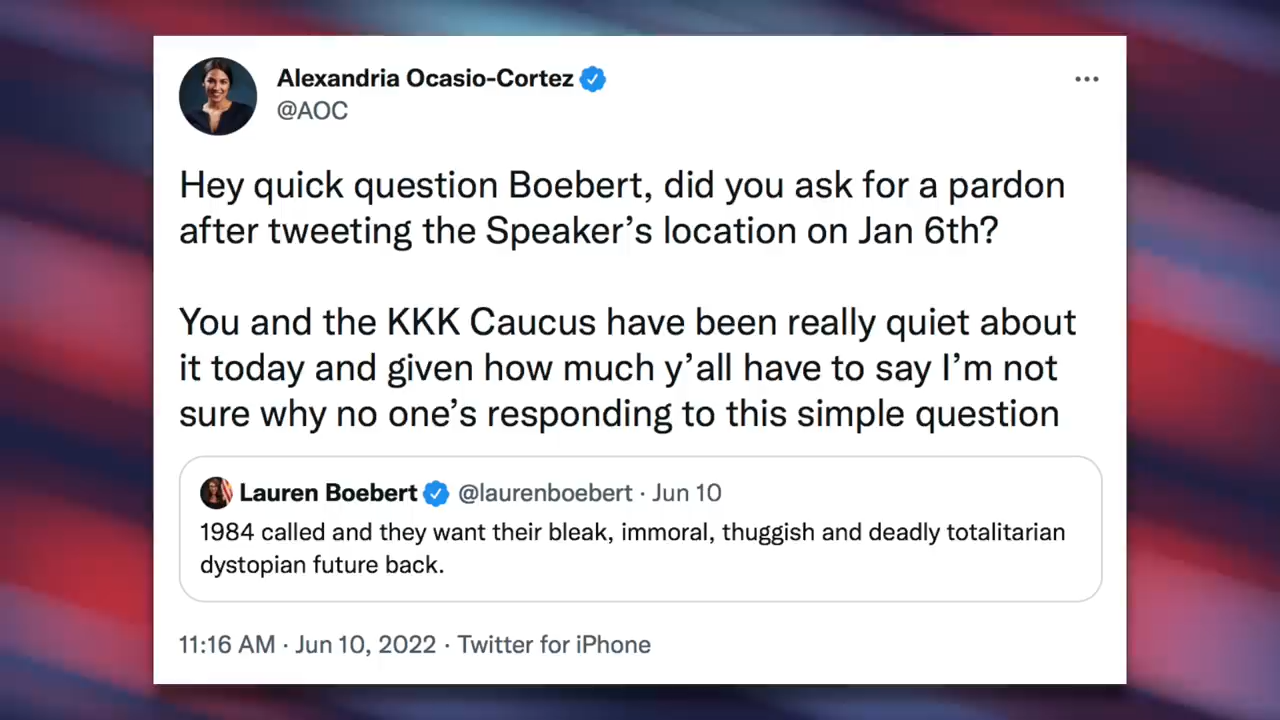 Alexandria Ocasio-Cortez
@AOC
Hey quick question Boebert, did you ask for a pardon
after tweeting the Speaker’s location on Jan 6th?
You and the KKK Caucus have been really quiet about
it today and given how much y’all have to say I’m not
sure why no one’s responding to this simple question
Lauren Boebert @laurenboebert · Jun 10
1984 called and they want their bleak, immoral, thuggish and deadly totalitarian
dystopian future back.
11:16 AM · Jun 10, 2022 · Twitter for iPhone